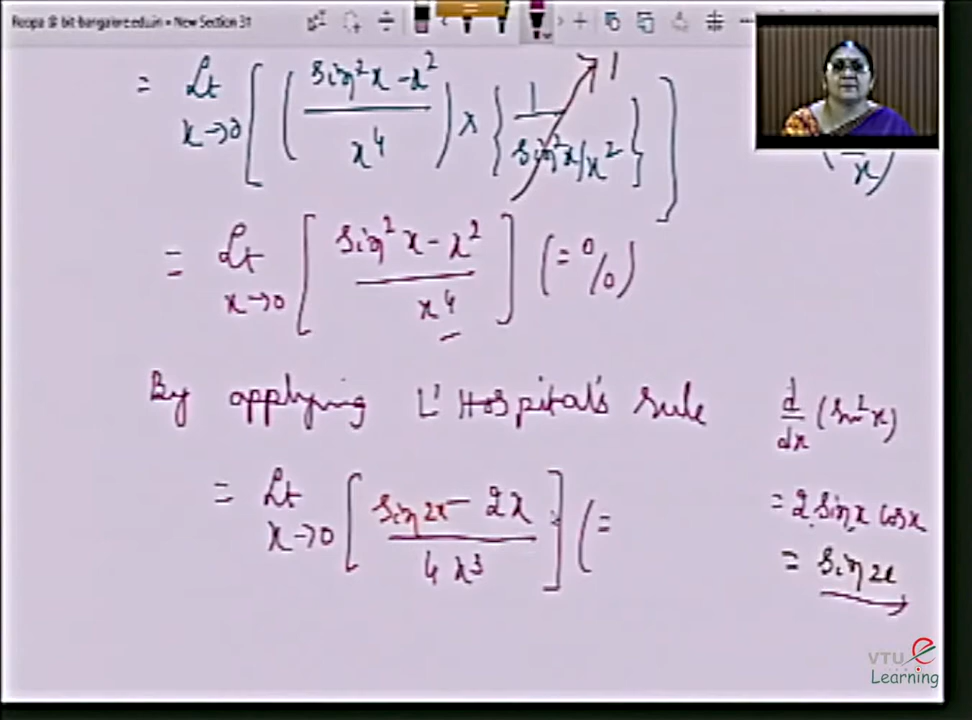 Roopa @ bit-bangalore.edu.in • New Section 31
= Lt x→0 [ ( sin²x - x² / x⁴ ) × { 1 / sin²x/x² } ] 1
x )
= Lt x→0 [ sin²x - x² / x⁴ ] (= 0/0)
By applying L' Hospital's rule
d/dx (sin²x)
= 2 sinx cosx
= Lt x→0 [ sin2x - 2x / 4x³ ] (=
= sin2x
VTU e
Learning